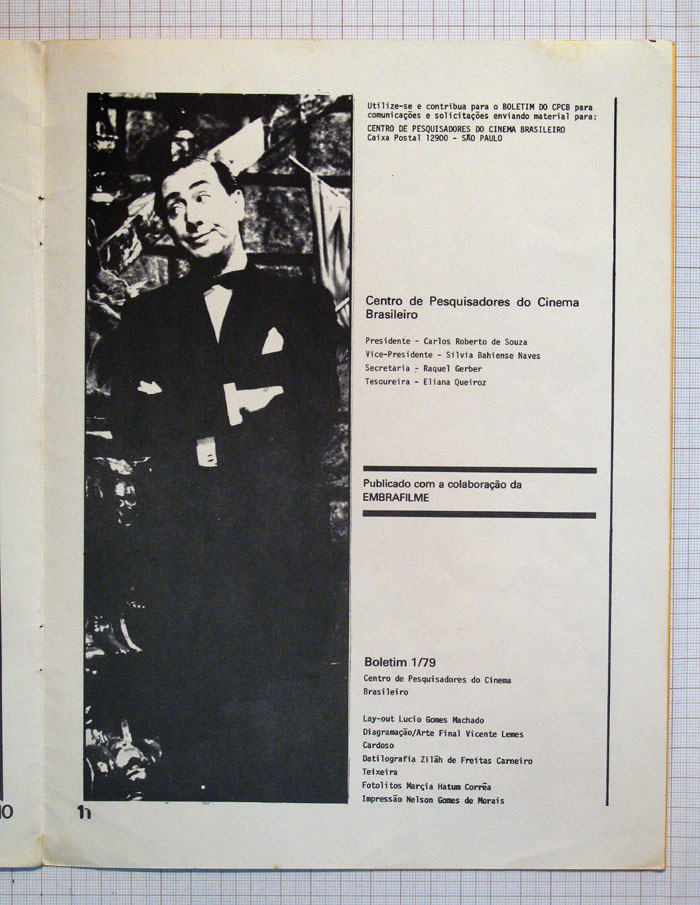 Utilize-se e contribua para o BOLETIM DO CPCB para
comunicações e solicitações enviando material para:
CENTRO DE PESQUISADORES DO CINEMA BRASILEIRO
Caixa Postal 12900 - SÃO PAULO
Centro de Pesquisadores do Cinema
Brasileiro
Presidente - Carlos Roberto de Souza
Vice-Presidente - Silvia Bahiense Naves
Secretaria - Raquel Gerber
Tesoureira - Eliana Queiroz
Publicado com a colaboração da
EMBRAFILME
Boletim 1/79
Centro de Pesquisadores do Cinema
Brasileiro
Lay-out Lucio Gomes Machado
Diagramação/Arte Final Vicente Lemes
Cardoso
Datilografia Zilãh de Freitas Carneiro
Teixeira
Fotolitos Marçia Hatum Corrêa
Impressão Nelson Gomes de Morais
10
11